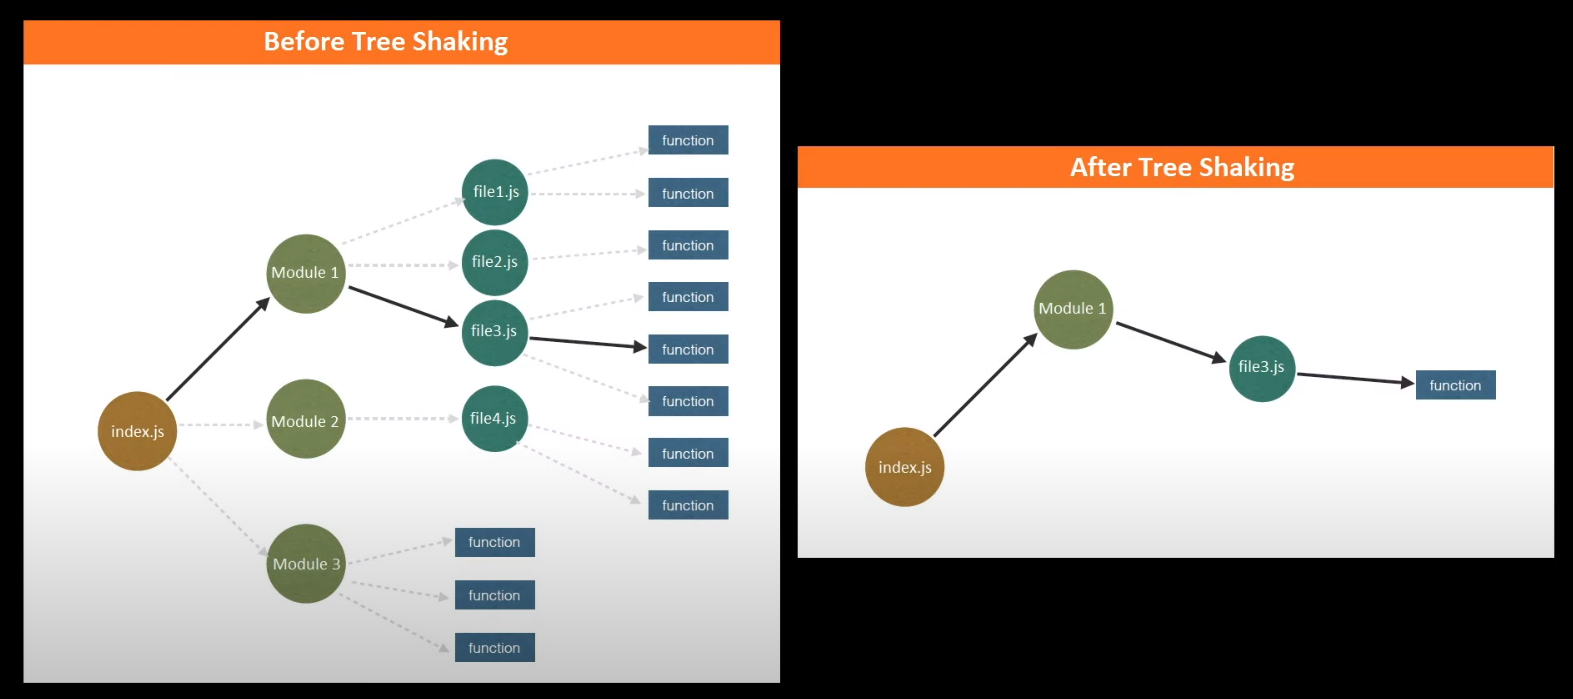 Before Tree Shaking
function
file1.js
function
function
file2.js
Module 1
function
file3.js
function
function
index.js
Module 2
file4.js
function
function
function
Module 3
function
function
After Tree Shaking
Module 1
file3.js
function
index.js